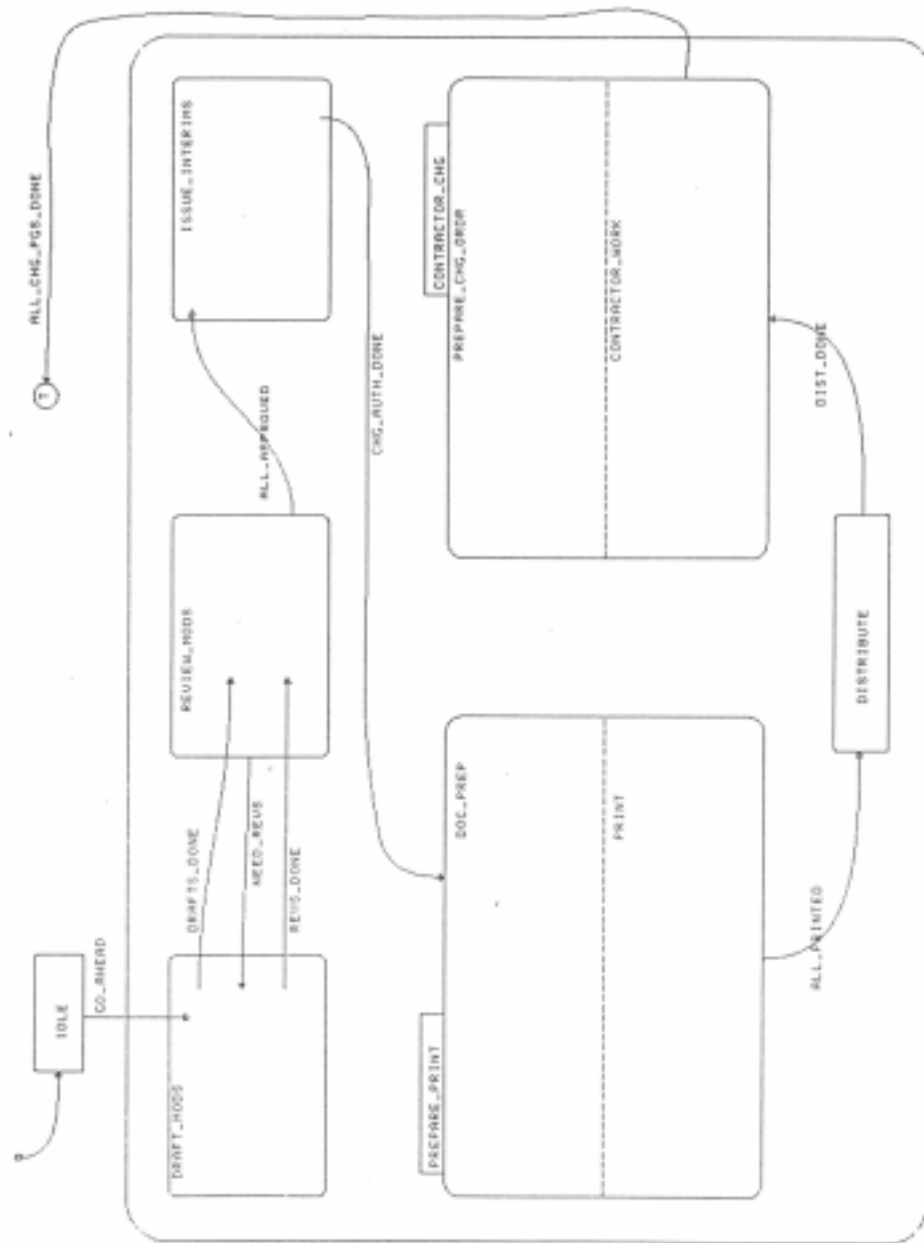 IDLE
GO_AHEAD
ALL_CHG_PGS_DONE
T
DRAFT_MODS
DRAFTS_DONE
NEED_REVS
REVS_DONE
REVIEW_MODS
ALL_APPROVED
ISSUE_INTERIMS
CHG_AUTH_DONE
PREPARE_PRINT
DOC_PREP
PRINT
ALL_PRINTED
DISTRIBUTE
DIST_DONE
CONTRACTOR_CHG
PREPARE_CHG_ORDR
CONTRACTOR_WORK